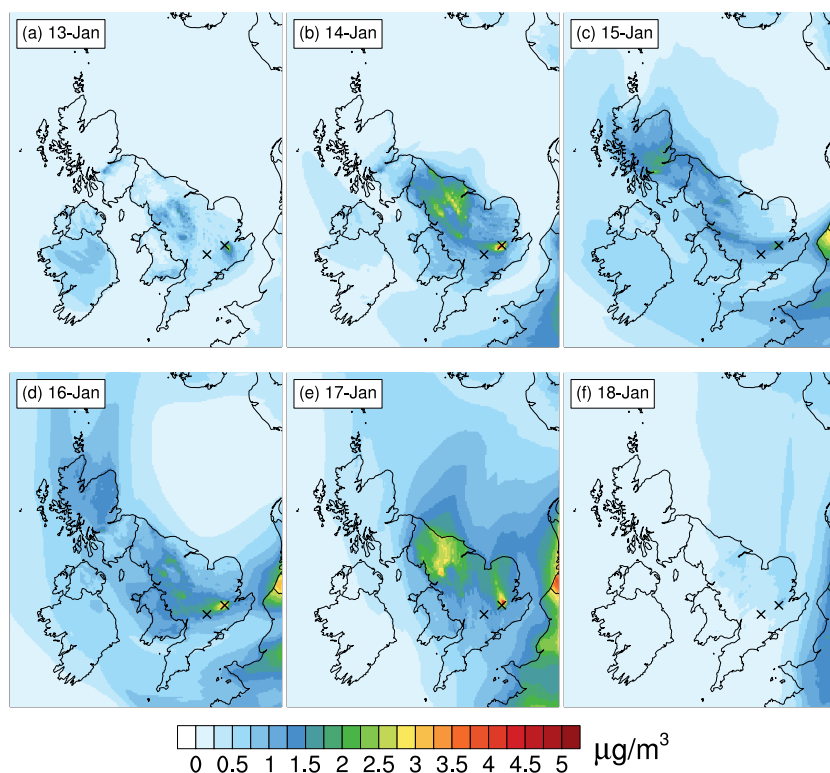 (a) 13-Jan
(b) 14-Jan
(c) 15-Jan
(d) 16-Jan
(e) 17-Jan
(f) 18-Jan
0 0.5 1 1.5 2 2.5 3 3.5 4 4.5 5 μg/m³